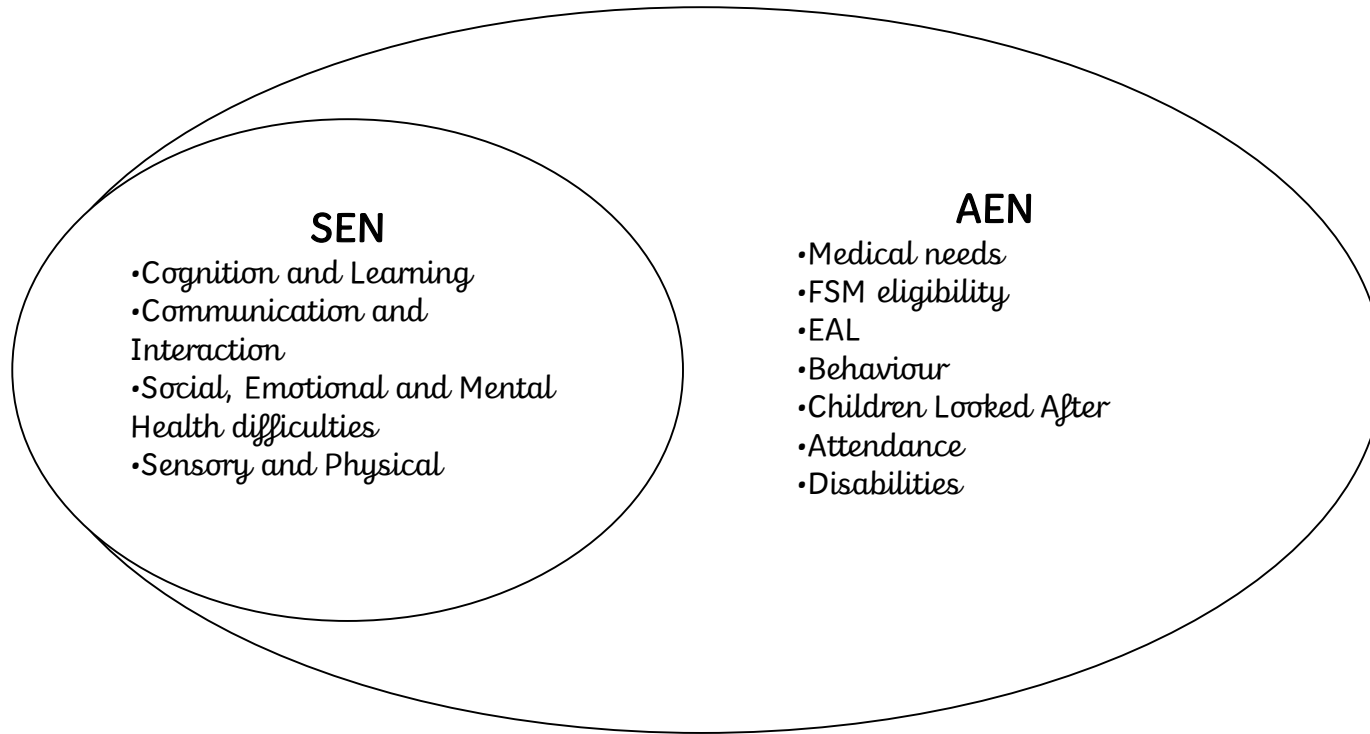 SEN
•Cognition and Learning
•Communication and
Interaction
•Social, Emotional and Mental
Health difficulties
•Sensory and Physical
AEN
•Medical needs
•FSM eligibility
•EAL
•Behaviour
•Children Looked After
•Attendance
•Disabilities